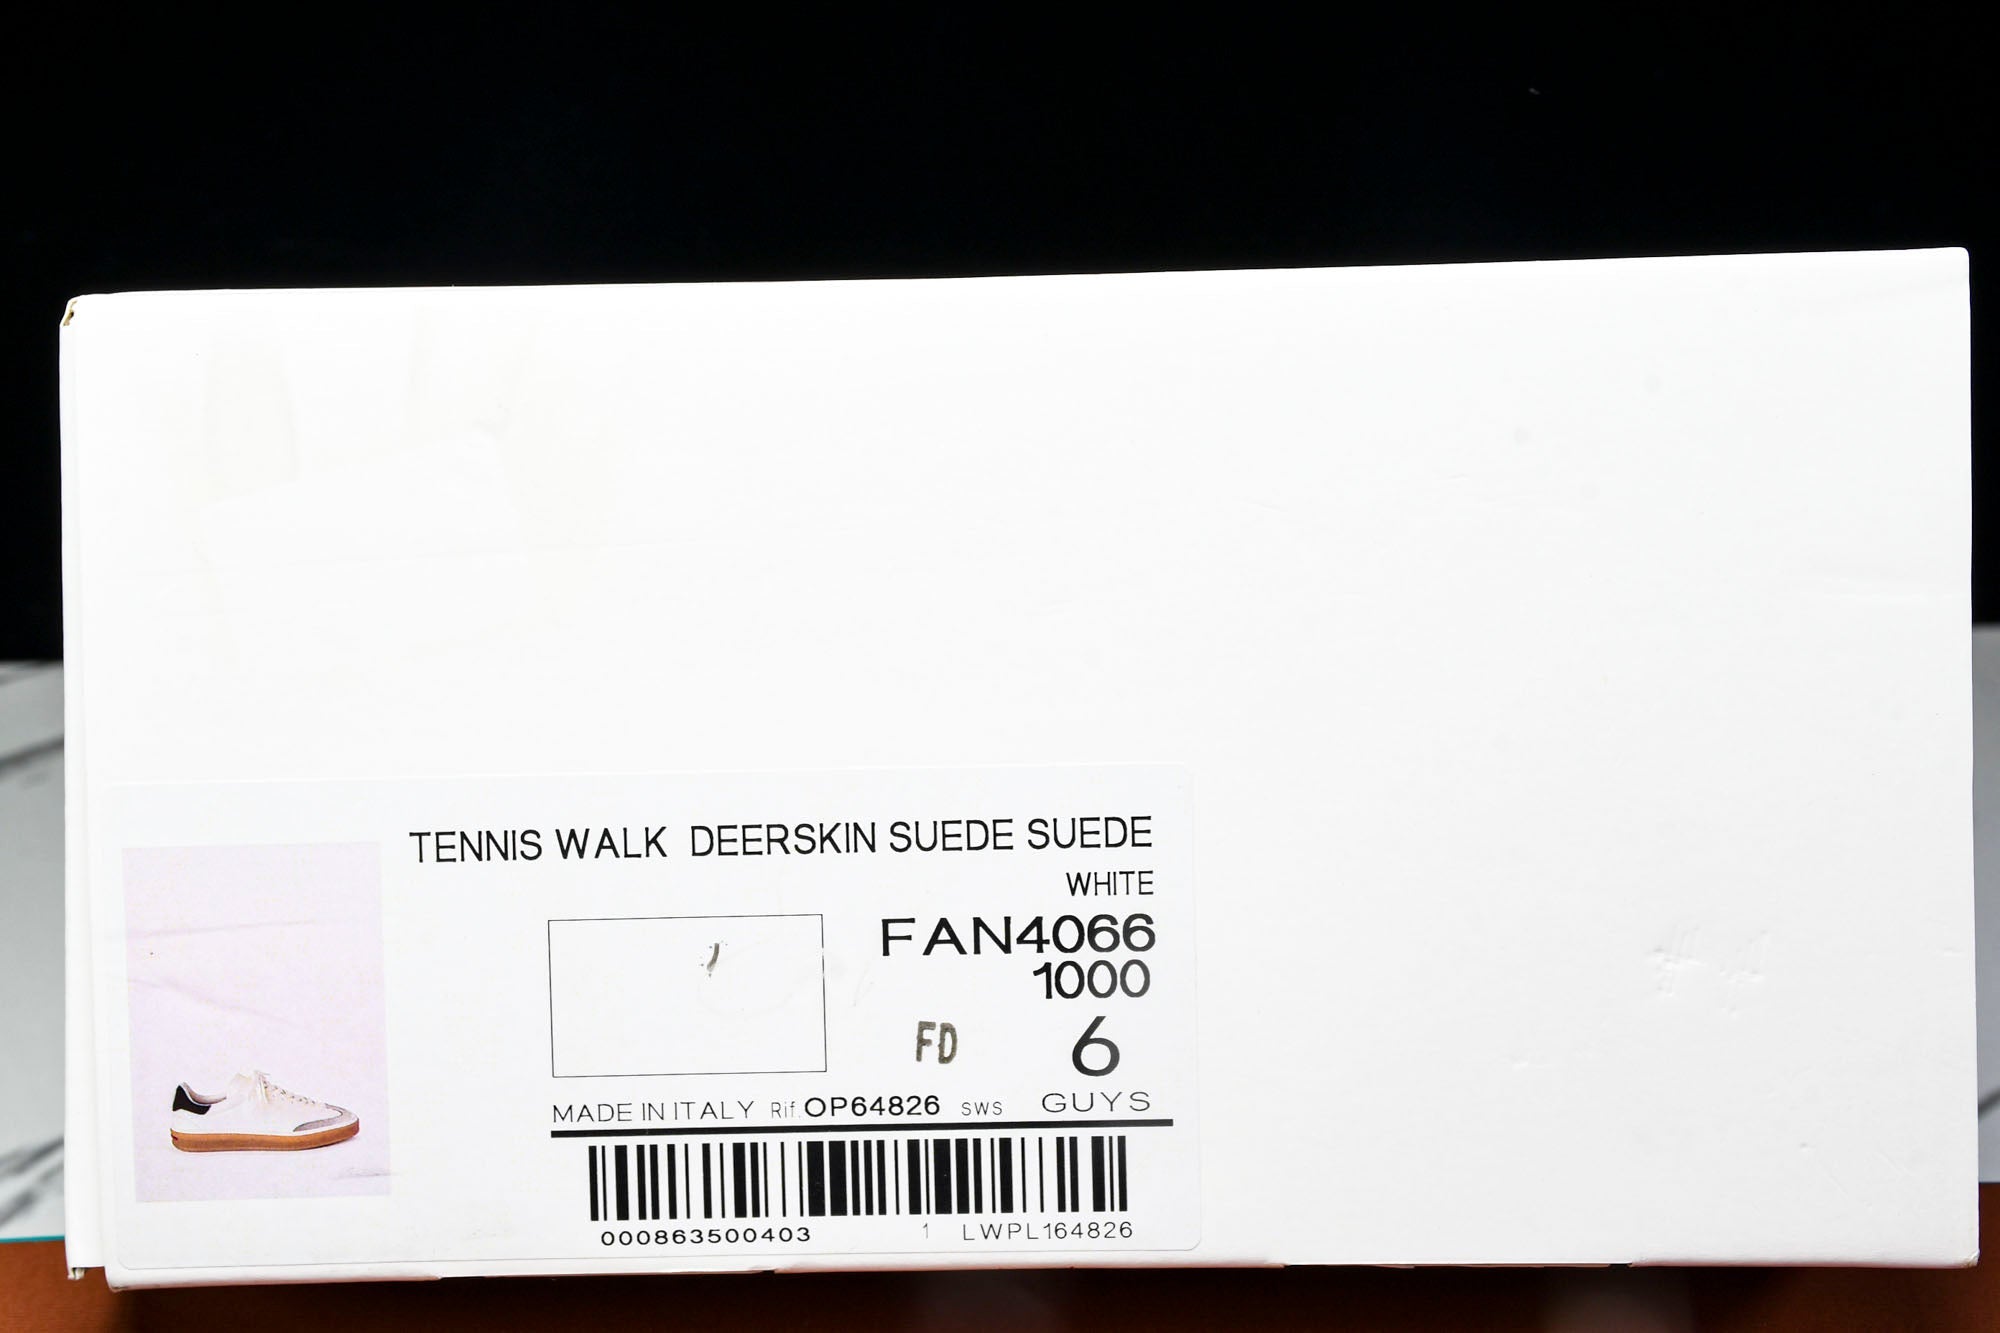 TENNIS WALK DEERSKIN SUEDE SUEDE
WHITE
FAN4066
1000
FD 6
MADE IN ITALY Rif. OP64826 SWS GUYS
000863500403 1 LWPL164826